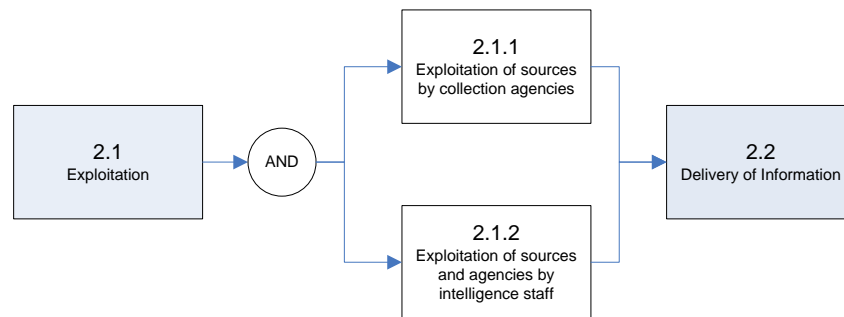 2.1
Exploitation
AND
2.1.1
Exploitation of sources
by collection agencies
2.1.2
Exploitation of sources
and agencies by
intelligence staff
2.2
Delivery of Information